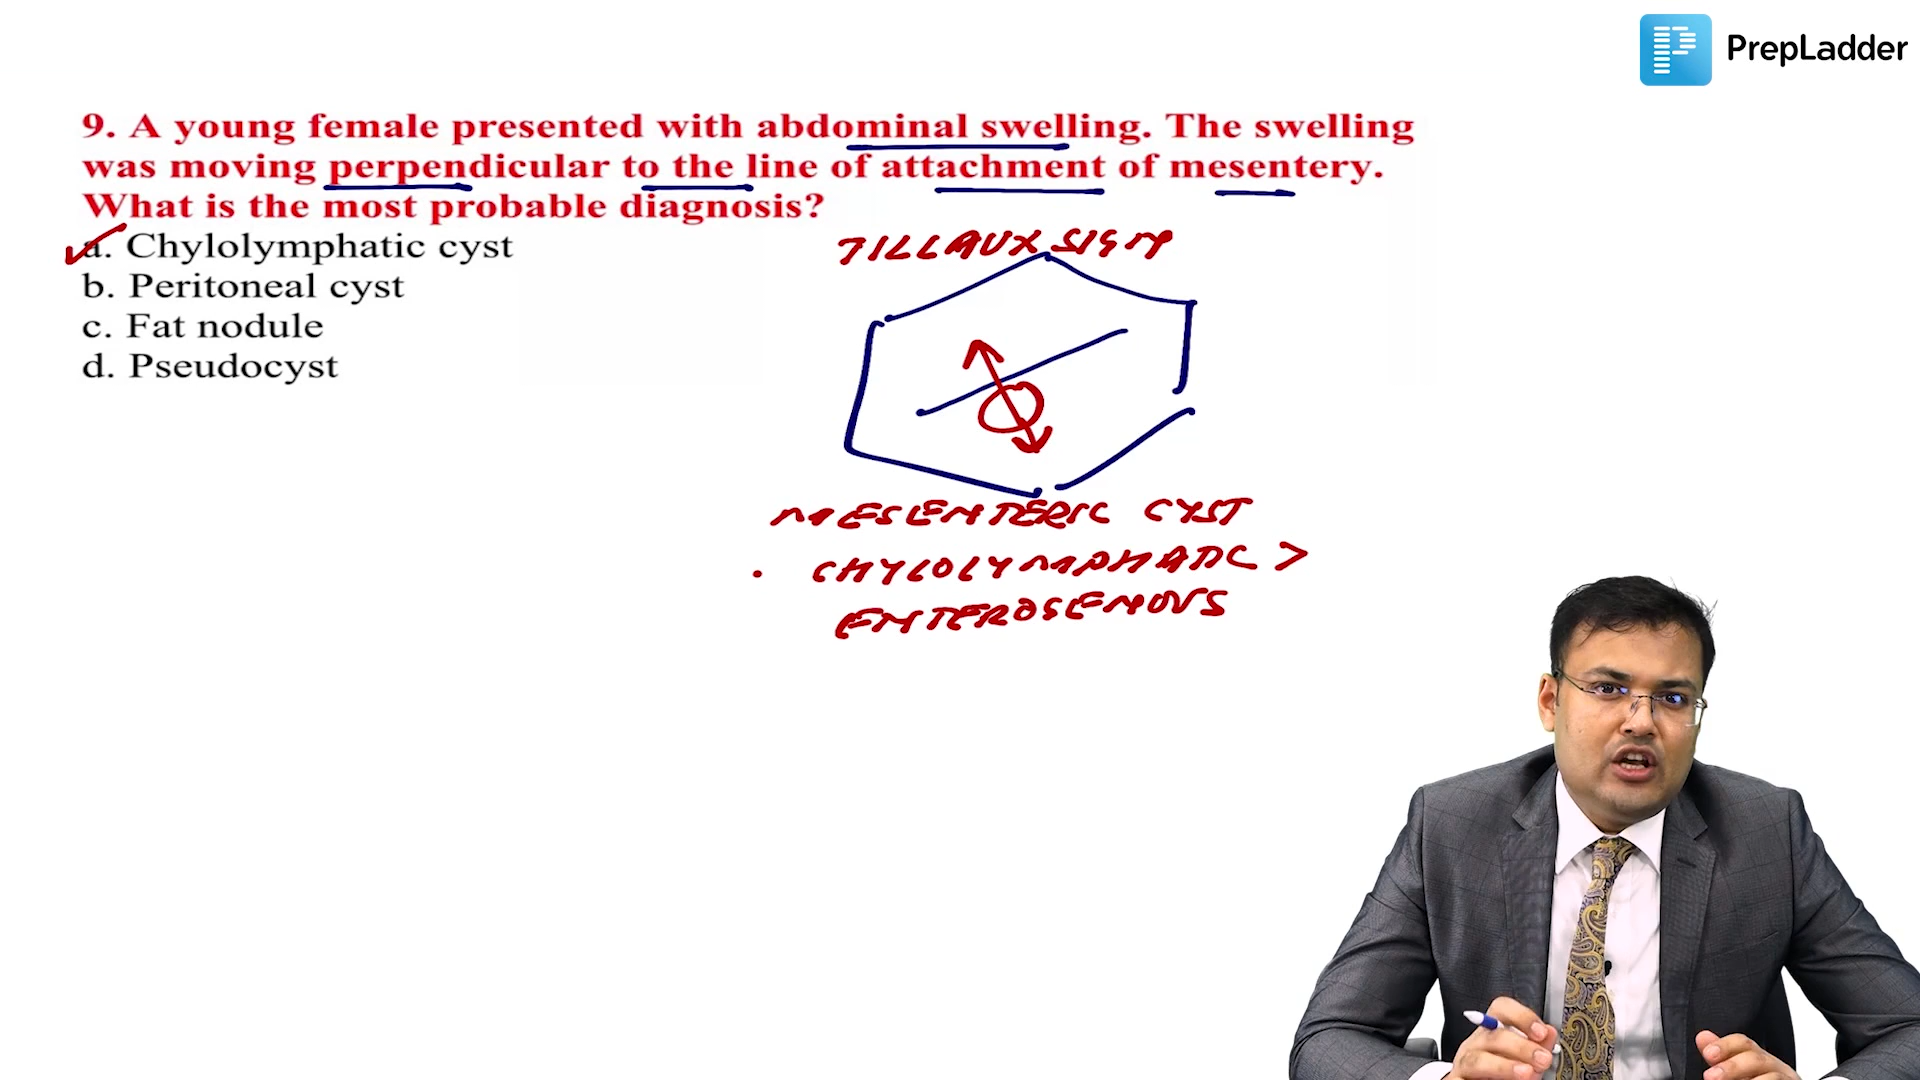 PrepLadder
9. A young female presented with abdominal swelling. The swelling
was moving perpendicular to the line of attachment of mesentery.
What is the most probable diagnosis?
a. Chylolymphatic cyst
b. Peritoneal cyst
c. Fat nodule
d. Pseudocyst
TILLAUX SIGN
MESENTERIC CYST
• CHYLOLYMPHATIC >
ENTEROGENOUS